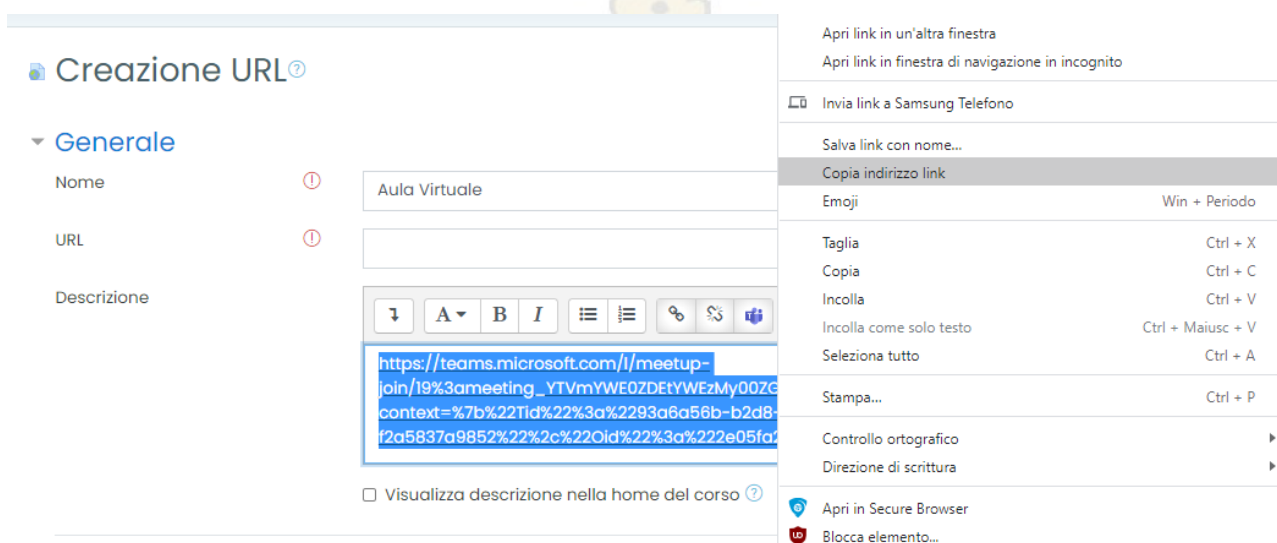 Creazione URL
Generale
Nome
Aula Virtuale
URL
Descrizione
A B I
https://teams.microsoft.com/l/meetup-
join/19%3ameeting_YTVmYWE0ZDEtYWEzMy00ZG
context=%7b%22Tid%22%3a%2293a6a56b-b2d8-
f2a5837a9852%22%2c%22Oid%22%3a%222e05fa2
Visualizza descrizione nella home del corso
Apri link in un'altra finestra
Apri link in finestra di navigazione in incognito
Invia link a Samsung Telefono
Salva link con nome...
Copia indirizzo link
Emoji Win + Periodo
Taglia Ctrl + X
Copia Ctrl + C
Incolla Ctrl + V
Incolla come solo testo Ctrl + Maiusc + V
Seleziona tutto Ctrl + A
Stampa... Ctrl + P
Controllo ortografico
Direzione di scrittura
Apri in Secure Browser
Blocca elemento...